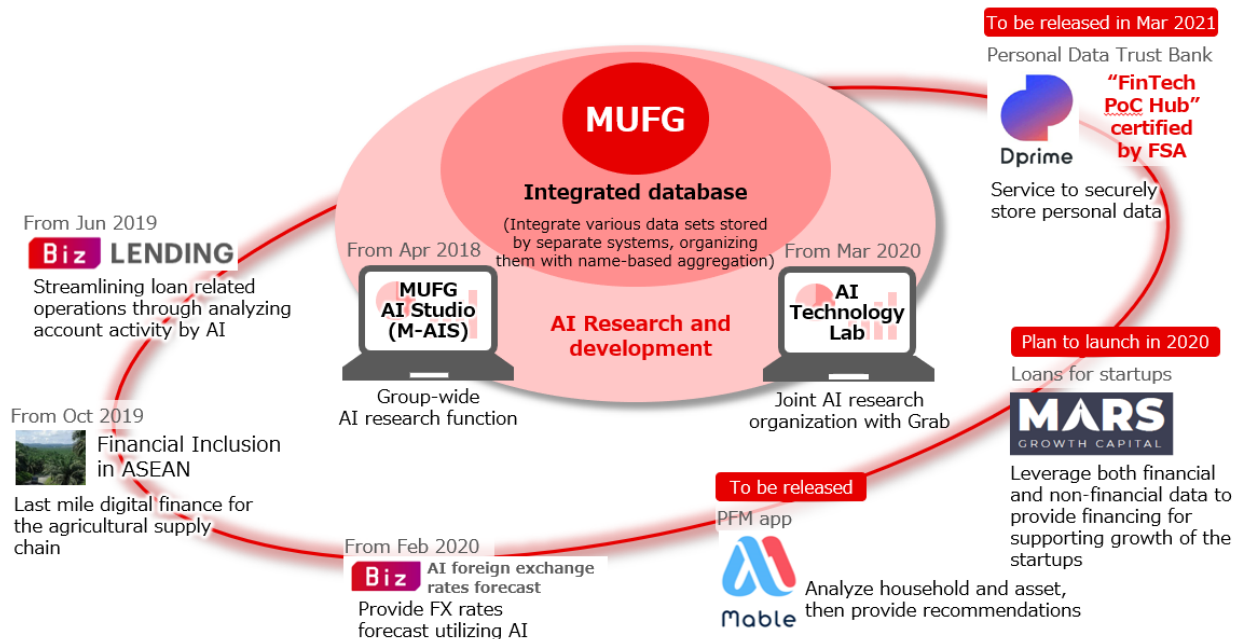 MUFG
Integrated database
(Integrate various data sets stored
by separate systems, organizing
them with name-based aggregation)
From Apr 2018
MUFG
AI Studio
(M-AIS)
Group-wide
AI research function
AI Research and
development
From Mar 2020
AI
Technology
Lab
Joint AI research
organization with Grab
From Jun 2019
Biz LENDING
Streamlining loan related
operations through analyzing
account activity by AI
From Oct 2019
Financial Inclusion
in ASEAN
Last mile digital finance for
the agricultural supply
chain
From Feb 2020
Biz AI foreign exchange
rates forecast
Provide FX rates
forecast utilizing AI
To be released
PFM app
Mable
Analyze household and asset,
then provide recommendations
Plan to launch in 2020
Loans for startups
MARS
GROWTH CAPITAL
Leverage both financial
and non-financial data to
provide financing for
supporting growth of the
startups
To be released in Mar 2021
Personal Data Trust Bank
Dprime
“FinTech
PoC Hub”
certified
by FSA
Service to securely
store personal data